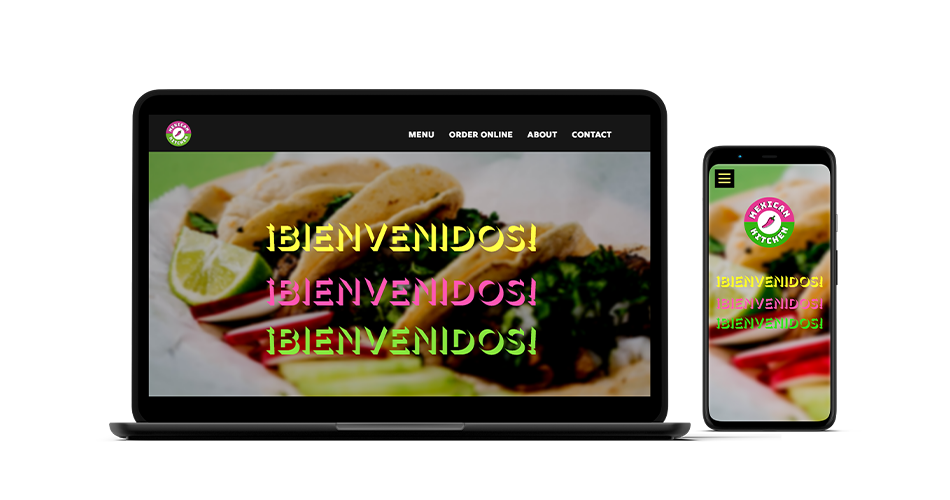 MEXICAN
KITCHEN
MENU ORDER ONLINE ABOUT CONTACT
¡BIENVENIDOS!
¡BIENVENIDOS!
¡BIENVENIDOS!
MEXICAN
KITCHEN
¡BIENVENIDOS!
¡BIENVENIDOS!
¡BIENVENIDOS!